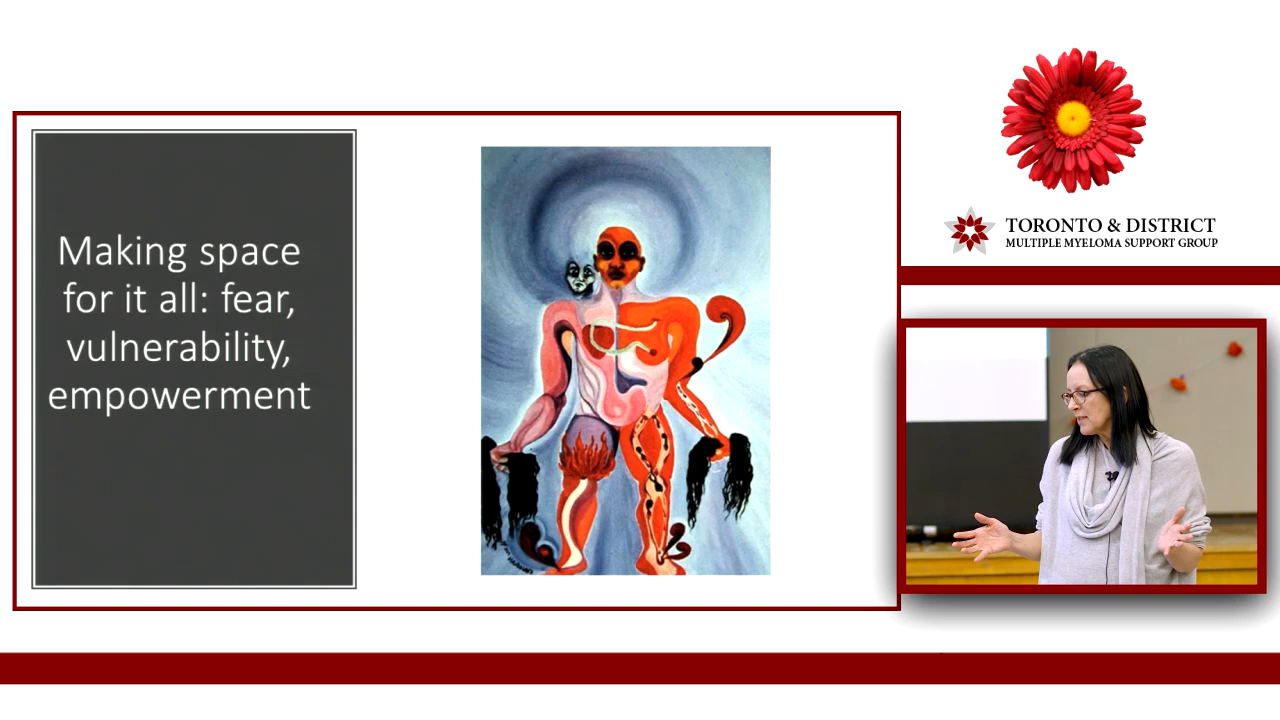 Making space
for it all: fear,
vulnerability,
empowerment
TORONTO & DISTRICT
MULTIPLE MYELOMA SUPPORT GROUP